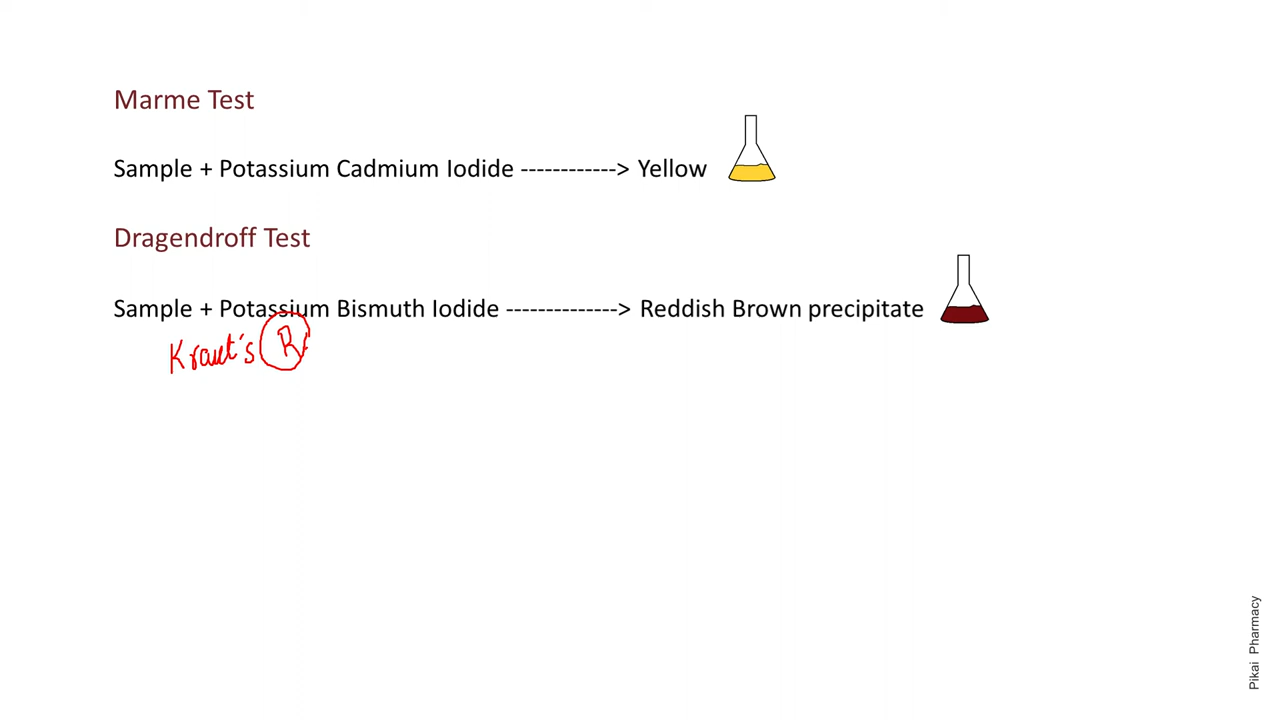 Marme Test
Sample + Potassium Cadmium Iodide ------------> Yellow
Dragendroff Test
Sample + Potassium Bismuth Iodide --------------> Reddish Brown precipitate
Kraut's R
Pikai Pharmacy